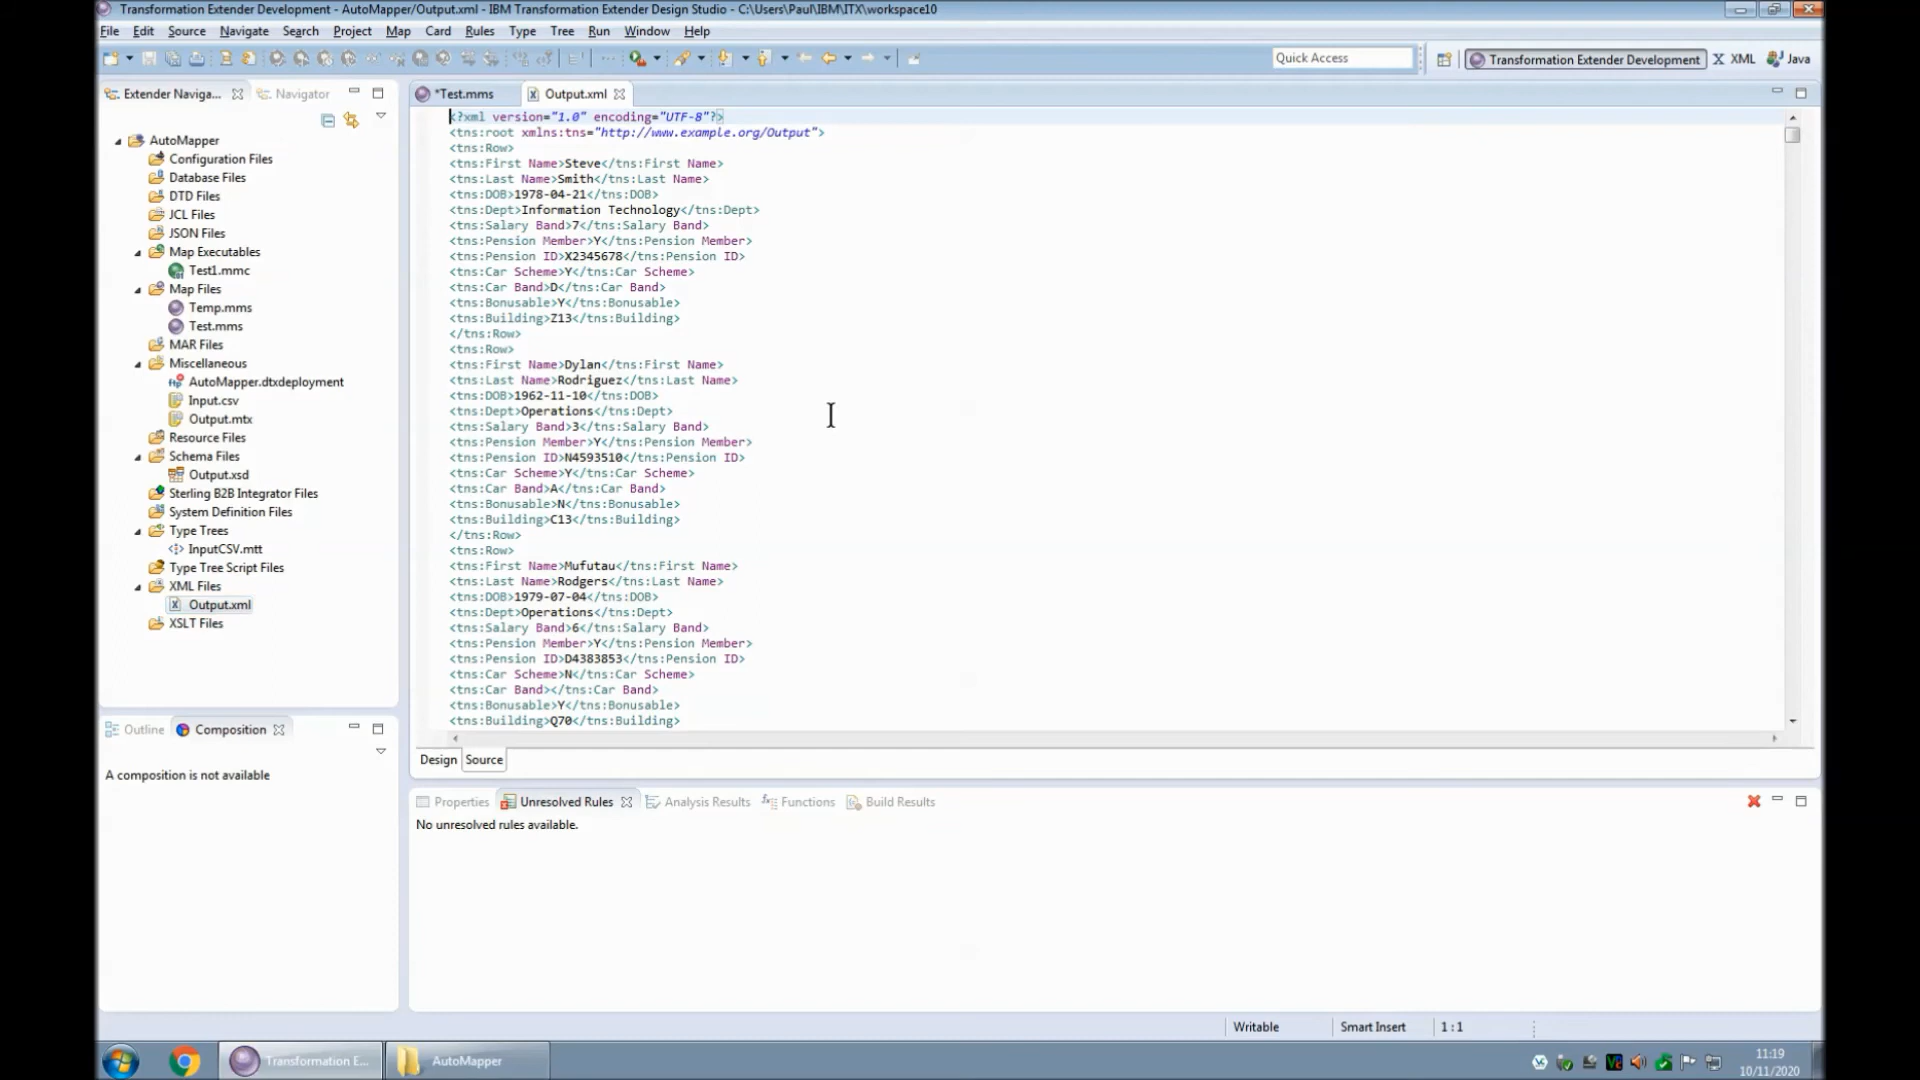 Transformation Extender Development - AutoMapper/Output.xml - IBM Transformation Extender Design Studio - C:\Users\Paul\IBM\ITX\workspace10
File Edit Source Navigate Search Project Map Card Rules Type Tree Run Window Help
Quick Access
Transformation Extender Development
XML
Java
Extender Naviga...
Navigator
AutoMapper
Configuration Files
Database Files
DTD Files
JCL Files
JSON Files
Map Executables
Test1.mmc
Map Files
Temp.mms
Test.mms
MAR Files
Miscellaneous
AutoMapper.dtxdeployment
Input.csv
Output.mtx
Resource Files
Schema Files
Output.xsd
Sterling B2B Integrator Files
System Definition Files
Type Trees
InputCSV.mtt
Type Tree Script Files
XML Files
Output.xml
XSLT Files
Outline
Composition
A composition is not available
*Test.mms
Output.xml
<?xml version="1.0" encoding="UTF-8"?>
<tns:root xmlns:tns="http://www.example.org/Output">
<tns:Row>
<tns:First Name>Steve</tns:First Name>
<tns:Last Name>Smith</tns:Last Name>
<tns:DOB>1978-04-21</tns:DOB>
<tns:Dept>Information Technology</tns:Dept>
<tns:Salary Band>7</tns:Salary Band>
<tns:Pension Member>Y</tns:Pension Member>
<tns:Pension ID>X2345678</tns:Pension ID>
<tns:Car Scheme>Y</tns:Car Scheme>
<tns:Car Band>D</tns:Car Band>
<tns:Bonusable>Y</tns:Bonusable>
<tns:Building>Z13</tns:Building>
</tns:Row>
<tns:Row>
<tns:First Name>Dylan</tns:First Name>
<tns:Last Name>Rodriguez</tns:Last Name>
<tns:DOB>1962-11-10</tns:DOB>
<tns:Dept>Operations</tns:Dept>
<tns:Salary Band>3</tns:Salary Band>
<tns:Pension Member>Y</tns:Pension Member>
<tns:Pension ID>N4593510</tns:Pension ID>
<tns:Car Scheme>Y</tns:Car Scheme>
<tns:Car Band>A</tns:Car Band>
<tns:Bonusable>N</tns:Bonusable>
<tns:Building>C13</tns:Building>
</tns:Row>
<tns:Row>
<tns:First Name>Mufutau</tns:First Name>
<tns:Last Name>Rodgers</tns:Last Name>
<tns:DOB>1979-07-04</tns:DOB>
<tns:Dept>Operations</tns:Dept>
<tns:Salary Band>6</tns:Salary Band>
<tns:Pension Member>Y</tns:Pension Member>
<tns:Pension ID>D4383853</tns:Pension ID>
<tns:Car Scheme>N</tns:Car Scheme>
<tns:Car Band></tns:Car Band>
<tns:Bonusable>Y</tns:Bonusable>
<tns:Building>Q70</tns:Building>
Design
Source
Properties
Unresolved Rules
Analysis Results
Functions
Build Results
No unresolved rules available.
Writable
Smart Insert
1 : 1
Transformation E...
AutoMapper
11:19
10/11/2020